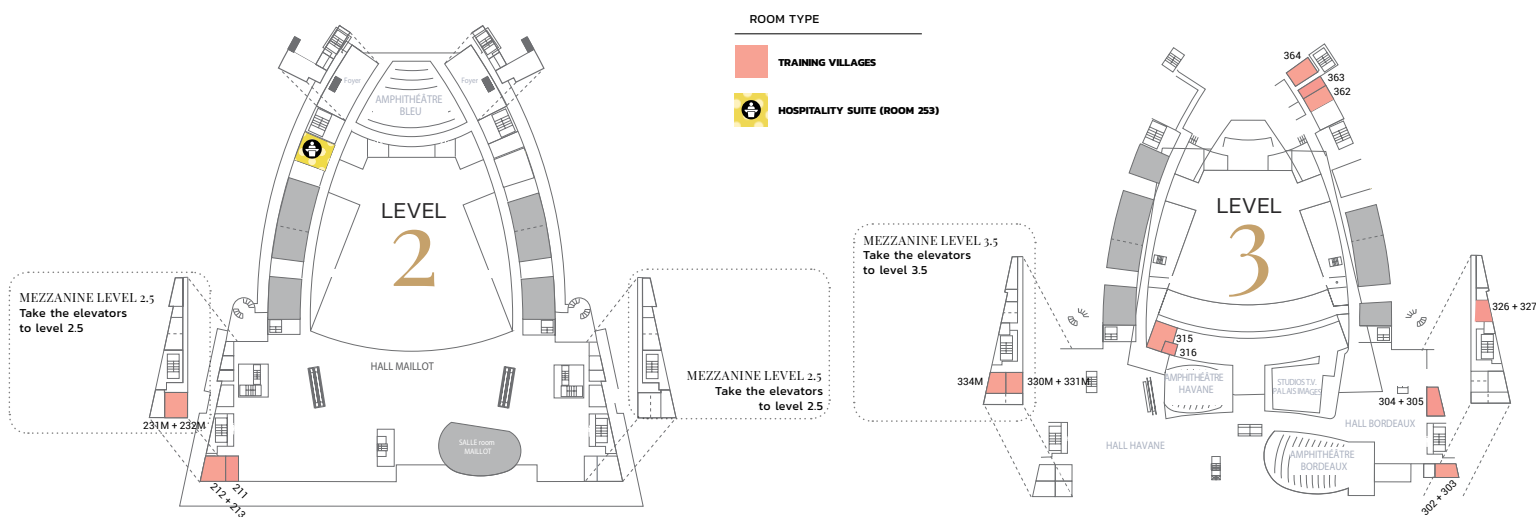 ROOM TYPE
TRAINING VILLAGES
HOSPITALITY SUITE (ROOM 253)
Foyer
Foyer
AMPHITHÉÂTRE
BLEU
LEVEL
2
MEZZANINE LEVEL 2.5
Take the elevators
to level 2.5
231M + 232M
211
212 + 213
HALL MAILLOT
SALLE room
MAILLOT
MEZZANINE LEVEL 2.5
Take the elevators
to level 2.5
364
363
362
LEVEL
3
MEZZANINE LEVEL 3.5
Take the elevators
to level 3.5
334M
330M + 331M
315
316
326 + 327
AMPHITHÉÂTRE
HAVANE
STUDIOS T.V.
PALAIS IMAGES
304 + 305
HALL BORDEAUX
HALL HAVANE
AMPHITHÉÂTRE
BORDEAUX
302 + 303